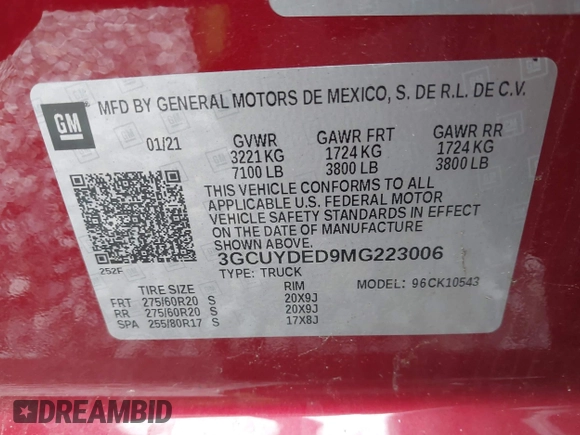 GM
MFD BY GENERAL MOTORS DE MEXICO, S. DE R.L. DE C.V.
01/21 GVWR GAWR FRT GAWR RR
3221 KG 1724 KG 1724 KG
7100 LB 3800 LB 3800 LB
THIS VEHICLE CONFORMS TO ALL
APPLICABLE U.S. FEDERAL MOTOR
VEHICLE SAFETY STANDARDS IN EFFECT
ON THE DATE OF MANUFACTURE
SHOWN ABOVE.
252F
3GCUYDED9MG223006
TYPE: TRUCK MODEL: 96CK10543
TIRE SIZE RIM
FRT 275/60R20 S 20X9J
RR 275/60R20 S 20X9J
SPA 255/80R17 S 17X8J
DREAMBID